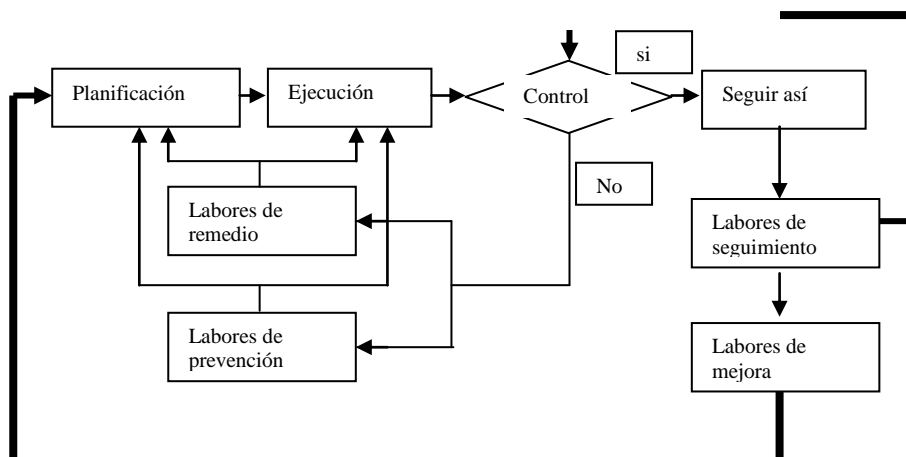 si
Planificación
Ejecución
Control
Seguir así
No
Labores de
remedio
Labores de
seguimiento
Labores de
prevención
Labores de
mejora